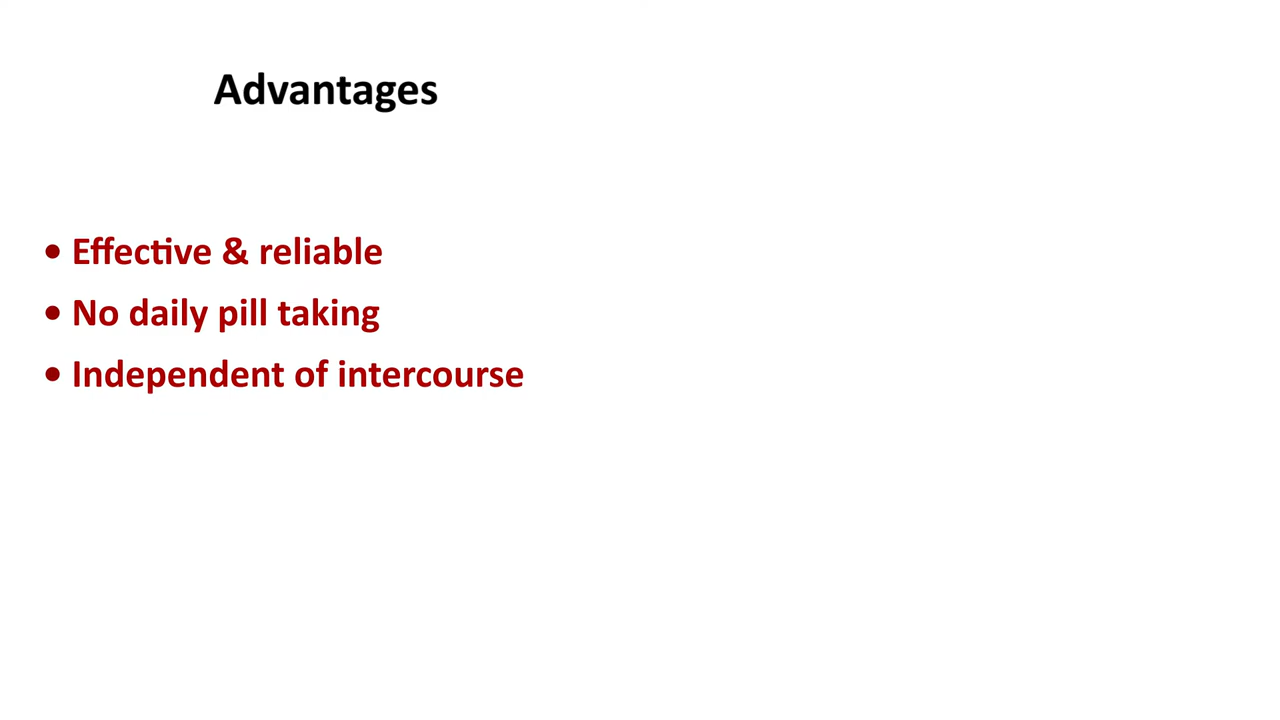 Advantages
• Effective & reliable
• No daily pill taking
• Independent of intercourse